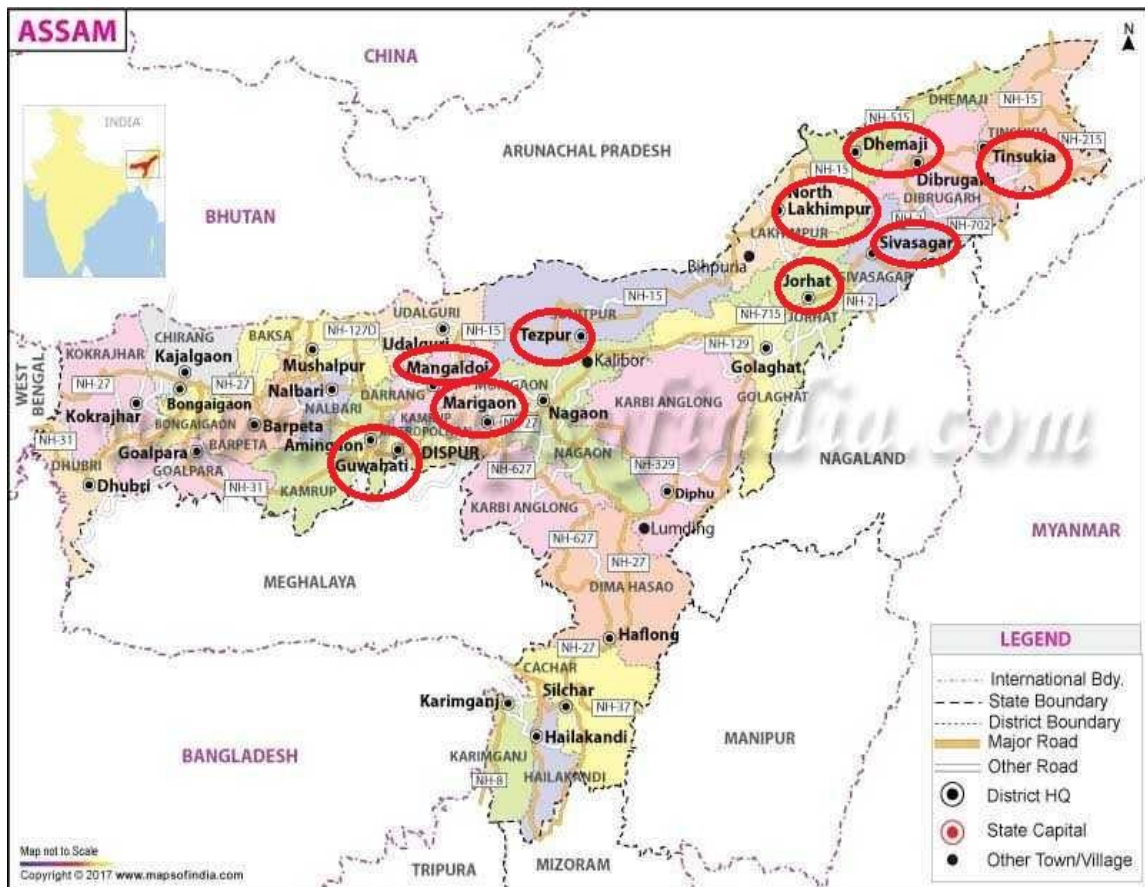 ASSAM
N
CHINA
INDIA
DHEMAJI
NH-15
NH-515
TINSUKIA
NH-215
Dhemaji
Tinsukia
ARUNACHAL PRADESH
NH-15
Dibrugarh
DIBRUGARH
North
Lakhimpur
BHUTAN
LAKHIMPUR
NH-702
Sivasagar
Bihpuria
SIVASAGAR
Jorhat
NH-2
NH-15
JORHAT
UDALGURI
SONITPUR
NH-715
CHIRANG
BAKSA
NH-127D
NH-15
Tezpur
KOKRAJHAR
Kajalgaon
Udalguri
NH-129
WEST
BENGAL
Mushalpur
Mangaldoi
Kalibor
Golaghat
NH-27
NH-27
Nalbari
DARRANG
MORIGAON
KARBI ANGLONG
GOLAGHAT
Kokrajhar
Bongaigaon
NALBARI
Marigaon
Nagaon
BONGAIGAON
Barpeta
KAMRUP
METROPOLITAN
NH-27
NH-31
BARPETA
Amingaon
DISPUR
Goalpara
Guwahati
NAGAON
NAGALAND
DHUBRI
GOALPARA
NH-627
NH-329
Dhubri
NH-31
KAMRUP
Diphu
KARBI ANGLONG
Lumding
MYANMAR
NH-627
NH-27
MEGHALAYA
DIMA HASAO
Haflong
NH-27
CACHAR
Silchar
Karimganj
NH-37
Hailakandi
MANIPUR
BANGLADESH
KARIMGANJ
HAILAKANDI
NH-8
TRIPURA
MIZORAM
LEGEND
International Bdy.
State Boundary
District Boundary
Major Road
Other Road
District HQ
State Capital
Other Town/Village
Map not to Scale
Copyright © 2017 www.mapsofindia.com